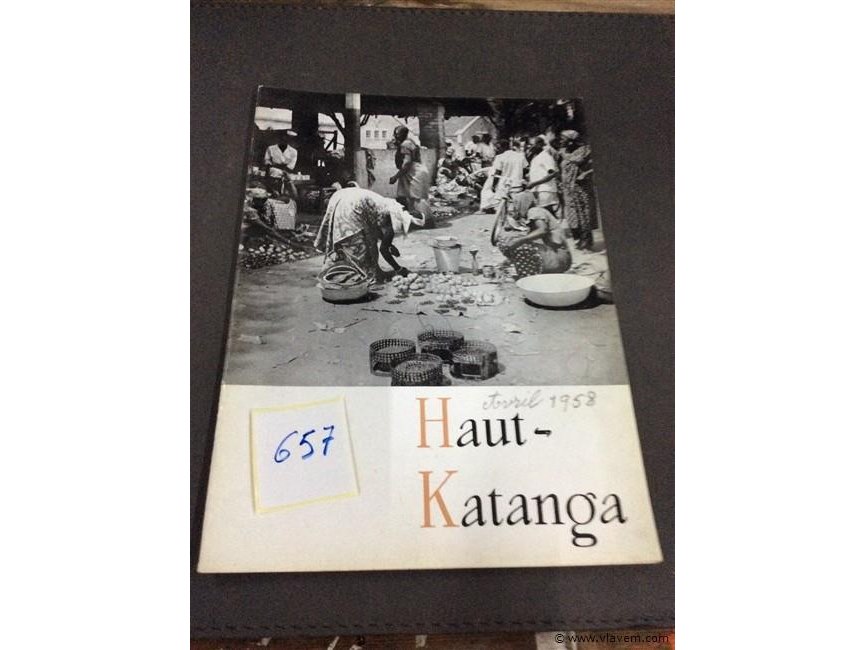 Avril 1958
Haut-
Katanga
657
© www.vlavem.com